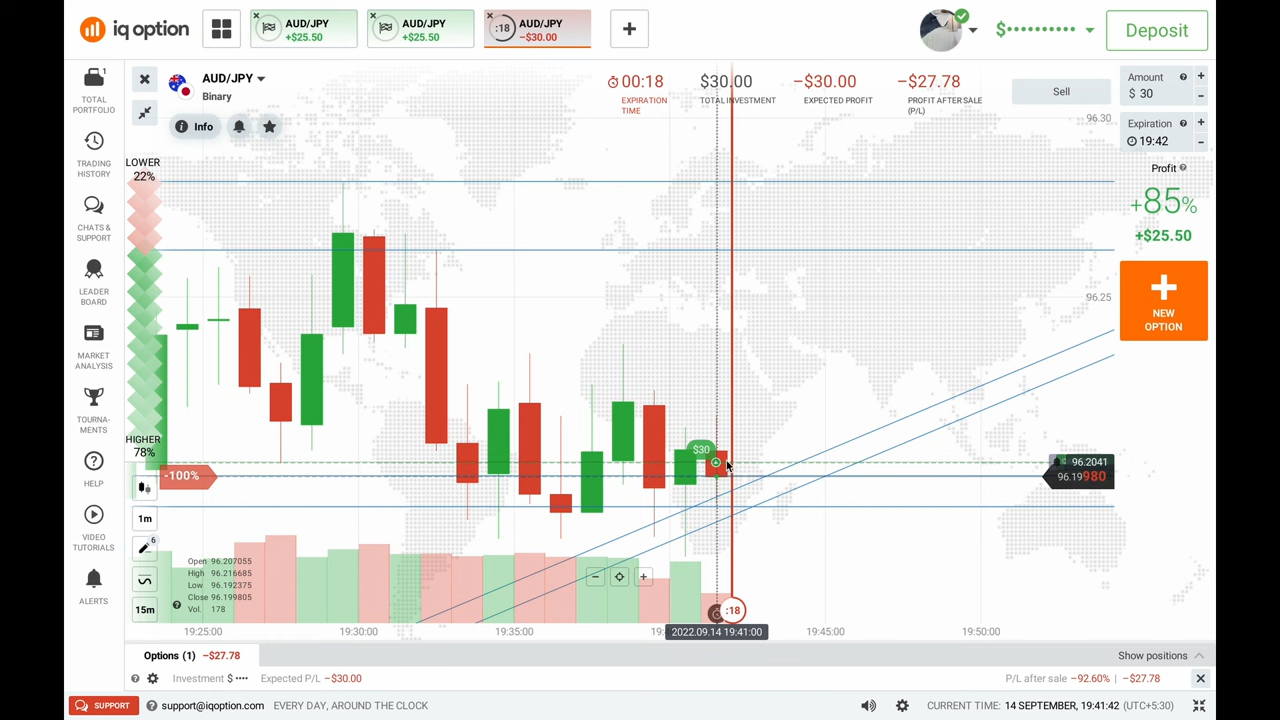 iq option
AUD/JPY
+$25.50
AUD/JPY
+$25.50
:18
AUD/JPY
−$30.00
$••••••••••
Deposit
1
TOTAL
PORTFOLIO
TRADING
HISTORY
CHATS &
SUPPORT
LEADER
BOARD
MARKET
ANALYSIS
TOURNA-
MENTS
HELP
VIDEO
TUTORIALS
ALERTS
AUD/JPY
Binary
Info
00:18
EXPIRATION
TIME
$30.00
TOTAL INVESTMENT
−$30.00
EXPECTED PROFIT
−$27.78
PROFIT AFTER SALE
(P/L)
Sell
Amount
$ 30
Expiration
19:42
Profit
+85%
+$25.50
NEW
OPTION
LOWER
22%
HIGHER
78%
-100%
1m
6
15m
96.30
96.25
$30
96.2041
96.19980
Open 96.207055
High 96.216685
Low 96.192375
Close 96.199805
Vol. 178
:18
19:25:00
19:30:00
19:35:00
2022.09.14 19:41:00
19:45:00
19:50:00
Options (1) −$27.78
Show positions
Investment $ ••••
Expected P/L −$30.00
P/L after sale −92.60% | −$27.78
SUPPORT
support@iqoption.com
EVERY DAY, AROUND THE CLOCK
CURRENT TIME: 14 SEPTEMBER, 19:41:42 (UTC+5:30)